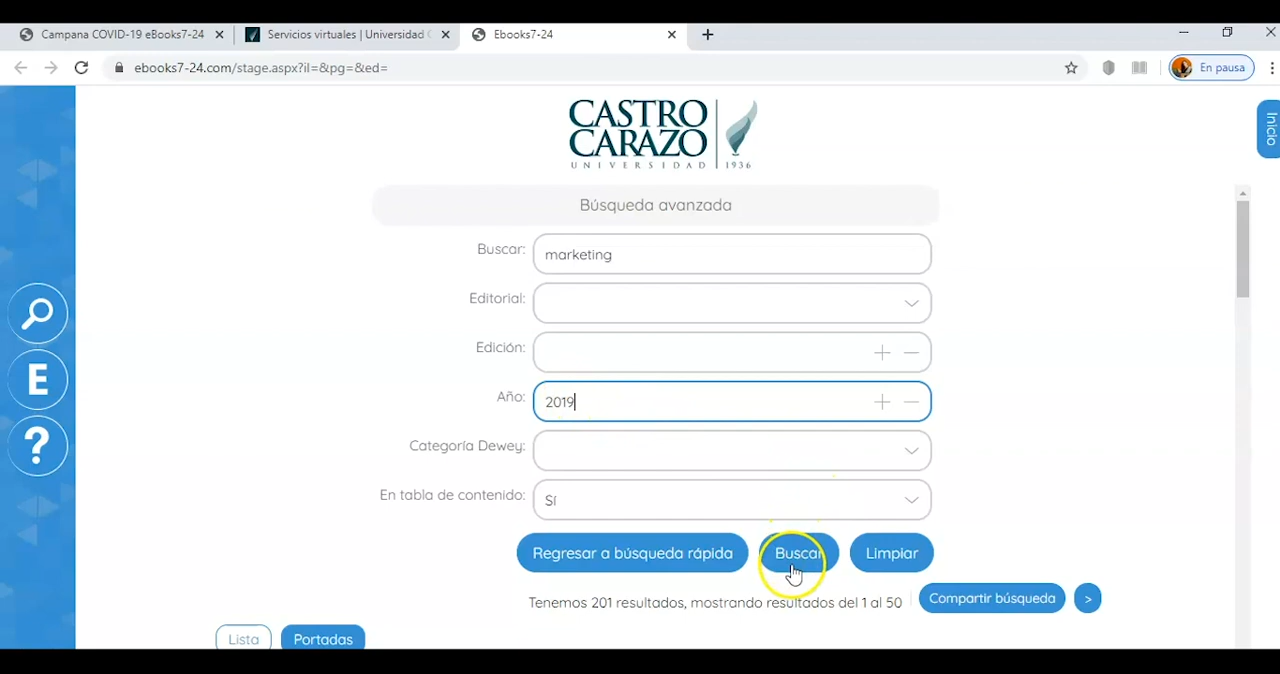 Campana COVID-19 eBooks7-24
Servicios virtuales | Universidad
Ebooks7-24
ebooks7-24.com/stage.aspx?il=&pg=&ed=
En pausa
CASTRO
CARAZO
UNIVERSIDAD 1936
Inicio
Búsqueda avanzada
Buscar: marketing
Editorial:
Edición:
Año: 2019
E
?
Categoría Dewey:
En tabla de contenido: Sí
Regresar a búsqueda rápida Buscar Limpiar
Tenemos 201 resultados, mostrando resultados del 1 al 50 Compartir búsqueda >
Lista Portadas